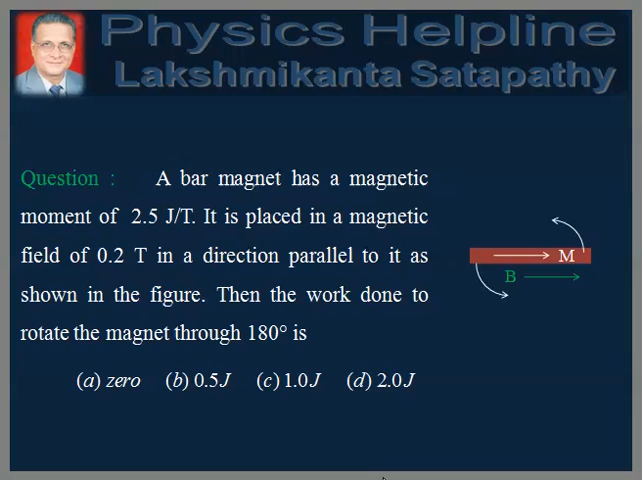 Physics Helpline
Lakshmikanta Satapathy
Question : A bar magnet has a magnetic
moment of 2.5 J/T. It is placed in a magnetic
field of 0.2 T in a direction parallel to it as
shown in the figure. Then the work done to
rotate the magnet through 180° is
(a) zero (b) 0.5J (c) 1.0J (d) 2.0J
M
B